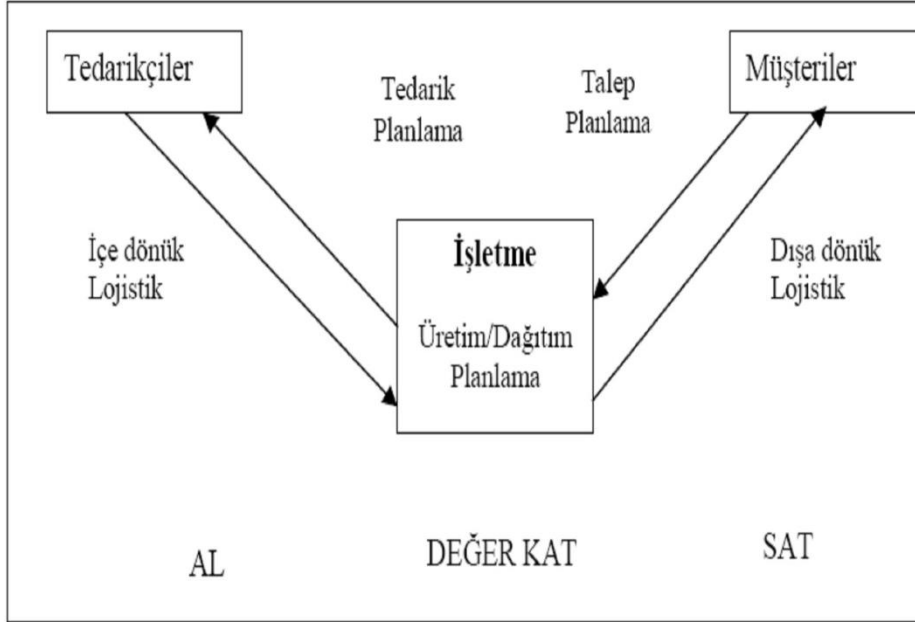 Tedarikçiler
Tedarik
Planlama
Talep
Planlama
Müşteriler
İçe dönük
Lojistik
İşletme
Üretim/Dağıtım
Planlama
Dışa dönük
Lojistik
AL
DEĞER KAT
SAT